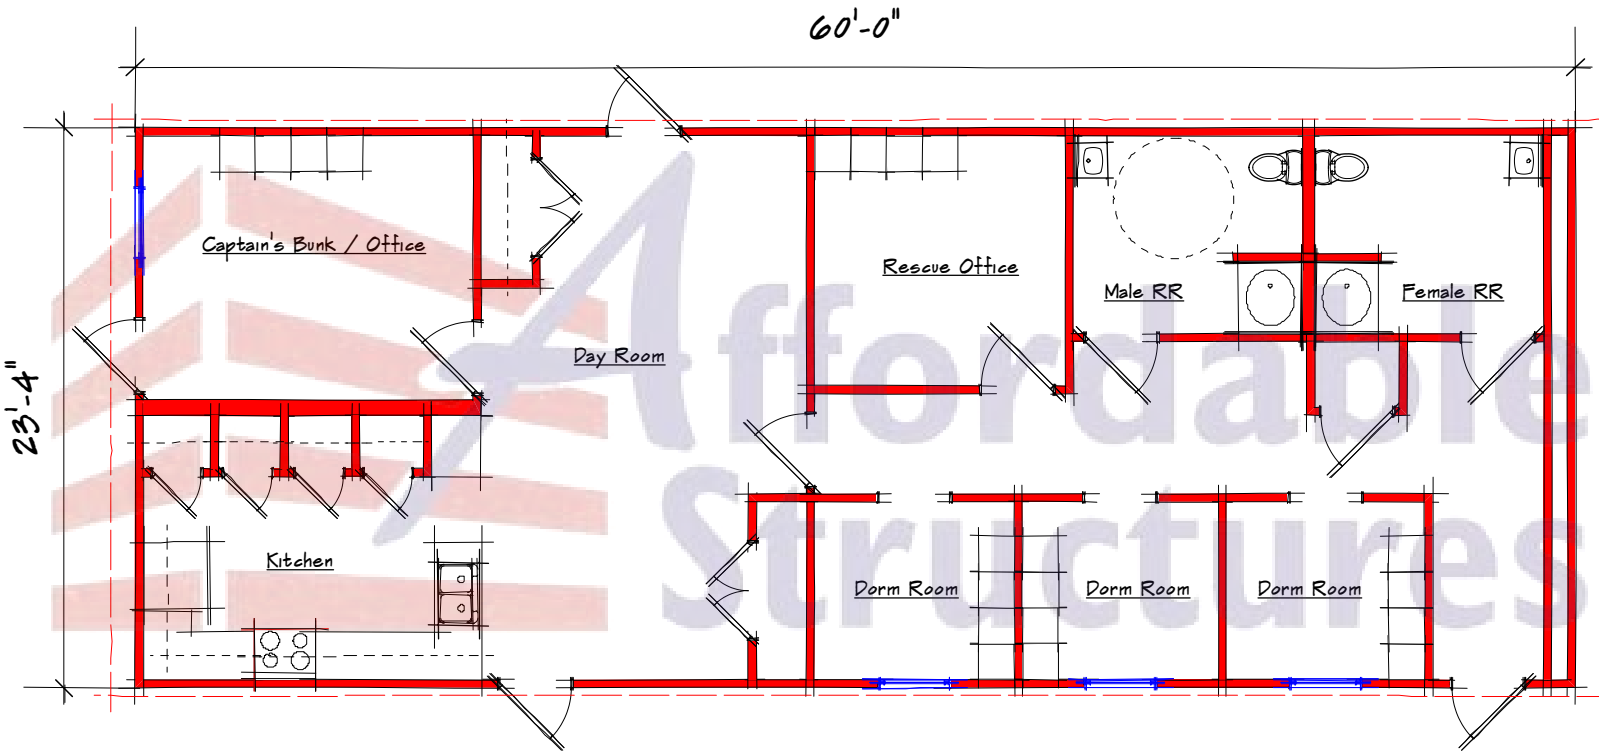 60'-0"
23'-4"
Captain's Bunk / Office
Rescue Office
Male RR
Female RR
Day Room
Kitchen
Dorm Room
Dorm Room
Dorm Room
Affordable
Structures